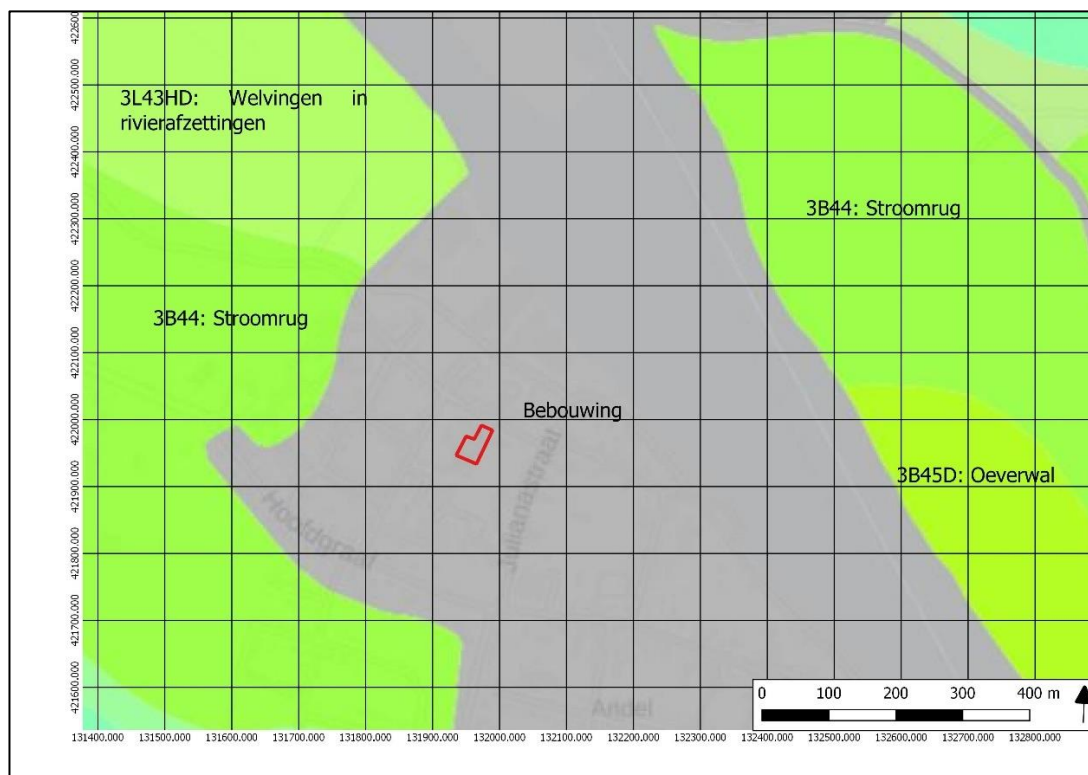 422600
422500.000
422400.000
422300.000
422200.000
422100.000
422000.000
421900.000
421800.000
421700.000
421600.000
3L43HD: Welvingen in
rivierafzettingen
3B44: Stroomrug
3B44: Stroomrug
Bebouwing
3B45D: Oeverwal
Hoofdgraaf
Julianastraat
Andel
0 100 200 300 400 m
131400.000 131500.000 131600.000 131700.000 131800.000 131900.000 132000.000 132100.000 132200.000 132300.000 132400.000 132500.000 132600.000 132700.000 132800.000